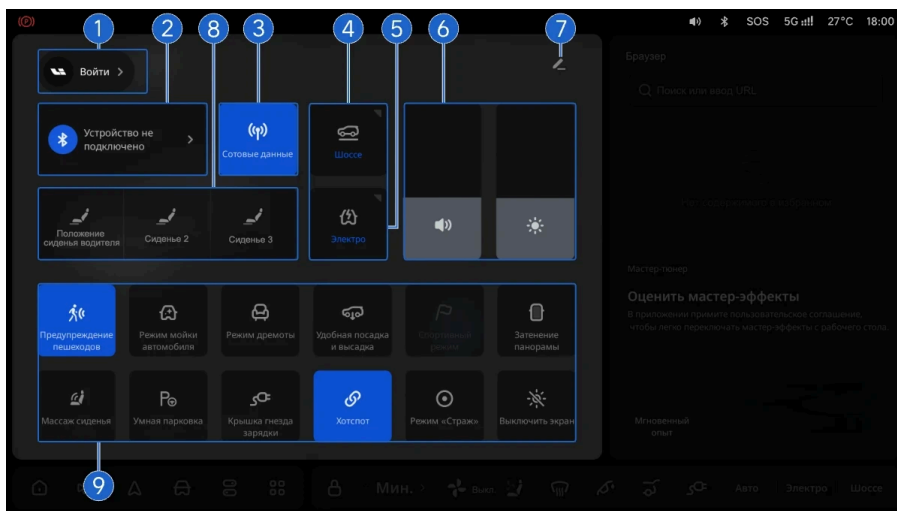 (P)
SOS 5G 27°C 18:00
1
2
8
3
4
5
6
7
Войти
Браузер
Поиск или ввод URL
Устройство не
подключено
Сотовые данные
Шоссе
Электро
Положение
сиденья водителя
Сиденье 2
Сиденье 3
Мастер-тюнер
Оценить мастер-эффекты
В приложении примите пользовательское соглашение,
чтобы легко переключать мастер-эффекты с рабочего стола.
Предупреждение
пешеходов
Режим мойки
автомобиля
Режим дремоты
Удобная посадка
и высадка
Затенение
панорамы
Массаж сиденья
Умная парковка
Крышка гнезда
зарядки
Хотспот
Режим «Страж»
Выключить экран
Мгновенный
опыт
9
Мин.
Выкл.
Авто
Электро
Шоссе